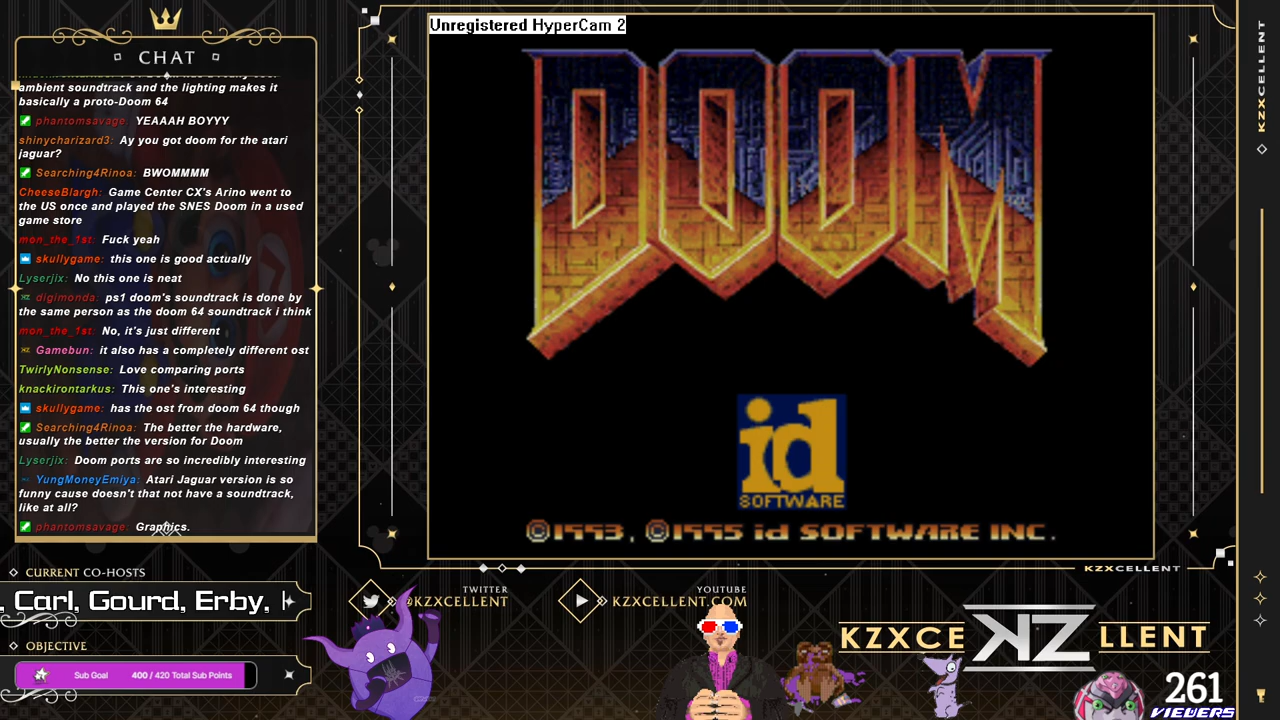 CHAT
ambient soundtrack and the lighting makes it
basically a proto-Doom 64
phantomsavage: YEAAAH BOYYY
shinycharizard3: Ay you got doom for the atari
jaguar?
Searching4Rinoa: BWOMMMM
CheeseBlargh: Game Center CX's Arino went to
the US once and played the SNES Doom in a used
game store
mon_the_1st: Fuck yeah
skullygame: this one is good actually
Lyserjix: No this one is neat
digimonda: ps1 doom's soundtrack is done by
the same person as the doom 64 soundtrack i think
mon_the_1st: No, it's just different
Gamebun: it also has a completely different ost
TwirlyNonsense: Love comparing ports
knackirontarkus: This one's interesting
skullygame: has the ost from doom 64 though
Searching4Rinoa: The better the hardware,
usually the better the version for Doom
Lyserjix: Doom ports are so incredibly interesting
YungMoneyEmiya: Atari Jaguar version is so
funny cause doesn't that not have a soundtrack,
like at all?
phantomsavage: Graphics.
Unregistered HyperCam 2
DOOM
id
SOFTWARE
©1993, ©1995 id SOFTWARE INC.
KZXCELLENT
KZXCELLENT
CURRENT CO-HOSTS
, Carl, Gourd, Erby,
OBJECTIVE
Sub Goal 400 / 420 Total Sub Points
TWITTER
@KZXCELLENT
YOUTUBE
KZXCELLENT.COM
KZXCE KZ LLENT
261
VIEWERS